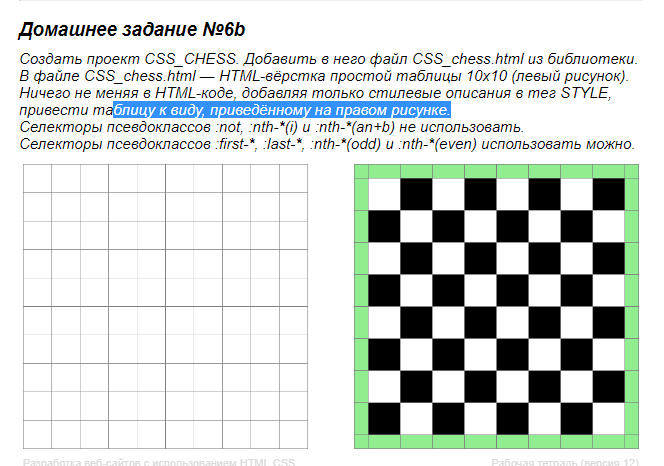 Домашнее задание №6b
Создать проект CSS_CHESS. Добавить в него файл CSS_chess.html из библиотеки.
В файле CSS_chess.html — HTML-вёрстка простой таблицы 10x10 (левый рисунок).
Ничего не меняя в HTML-коде, добавляя только стилевые описания в тег STYLE,
привести таблицу к виду, приведённому на правом рисунке.
Селекторы псевдоклассов :not, :nth-*(i) и :nth-*(an+b) не использовать.
Селекторы псевдоклассов :first-*, :last-*, :nth-*(odd) и :nth-*(even) использовать можно.
Разработка веб-сайтов с использованием HTML, CSS
Рабочая тетрадь (версия 12)